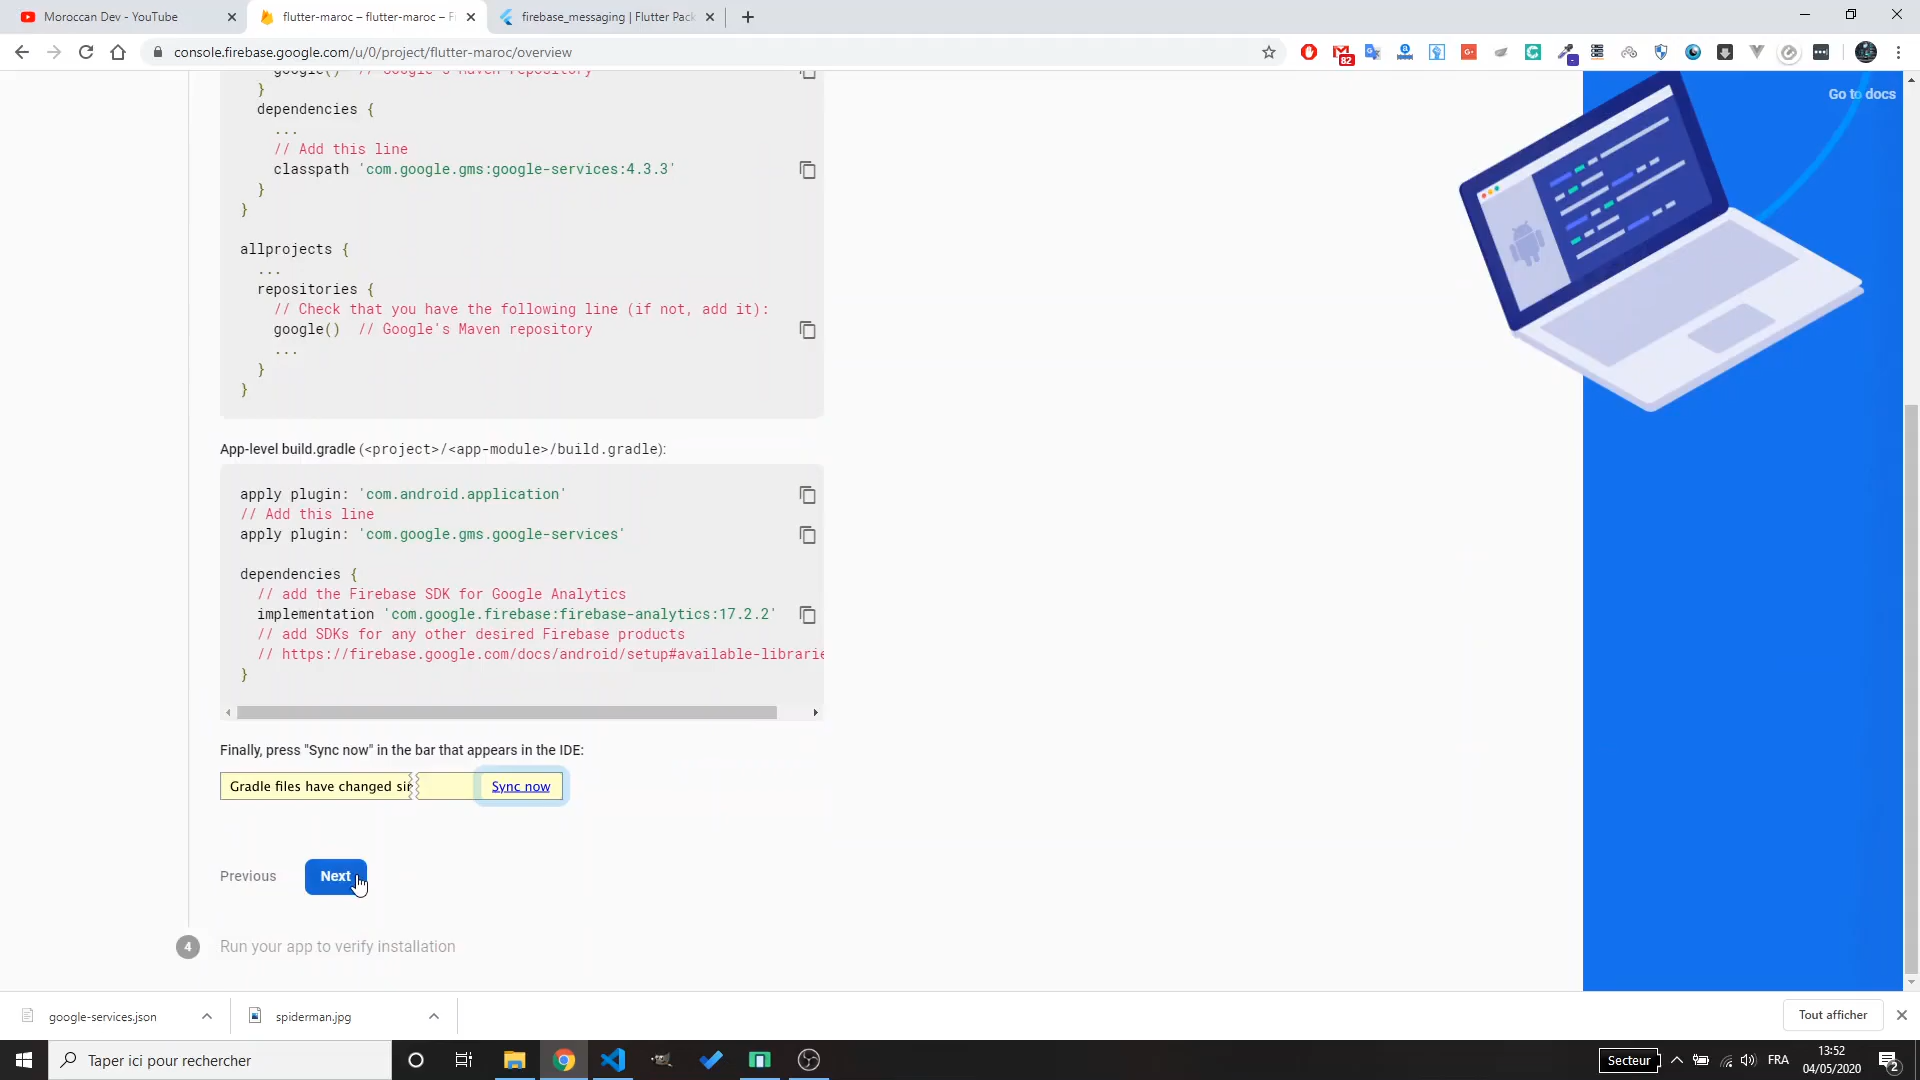 Moroccan Dev - YouTube
flutter-maroc – flutter-maroc – F
firebase_messaging | Flutter Pack
console.firebase.google.com/u/0/project/flutter-maroc/overview
82
google() // Google's Maven repository
Go to docs
}
dependencies {
...
// Add this line
classpath 'com.google.gms:google-services:4.3.3'
}
}
allprojects {
...
repositories {
// Check that you have the following line (if not, add it):
google() // Google's Maven repository
...
}
}
App-level build.gradle (<project>/<app-module>/build.gradle):
apply plugin: 'com.android.application'
// Add this line
apply plugin: 'com.google.gms.google-services'
dependencies {
// add the Firebase SDK for Google Analytics
implementation 'com.google.firebase:firebase-analytics:17.2.2'
// add SDKs for any other desired Firebase products
// https://firebase.google.com/docs/android/setup#available-librarie
}
Finally, press "Sync now" in the bar that appears in the IDE:
Gradle files have changed sin Sync now
Previous Next
4 Run your app to verify installation
google-services.json
spiderman.jpg
Tout afficher
Taper ici pour rechercher
Secteur
FRA
13:52
04/05/2020
2